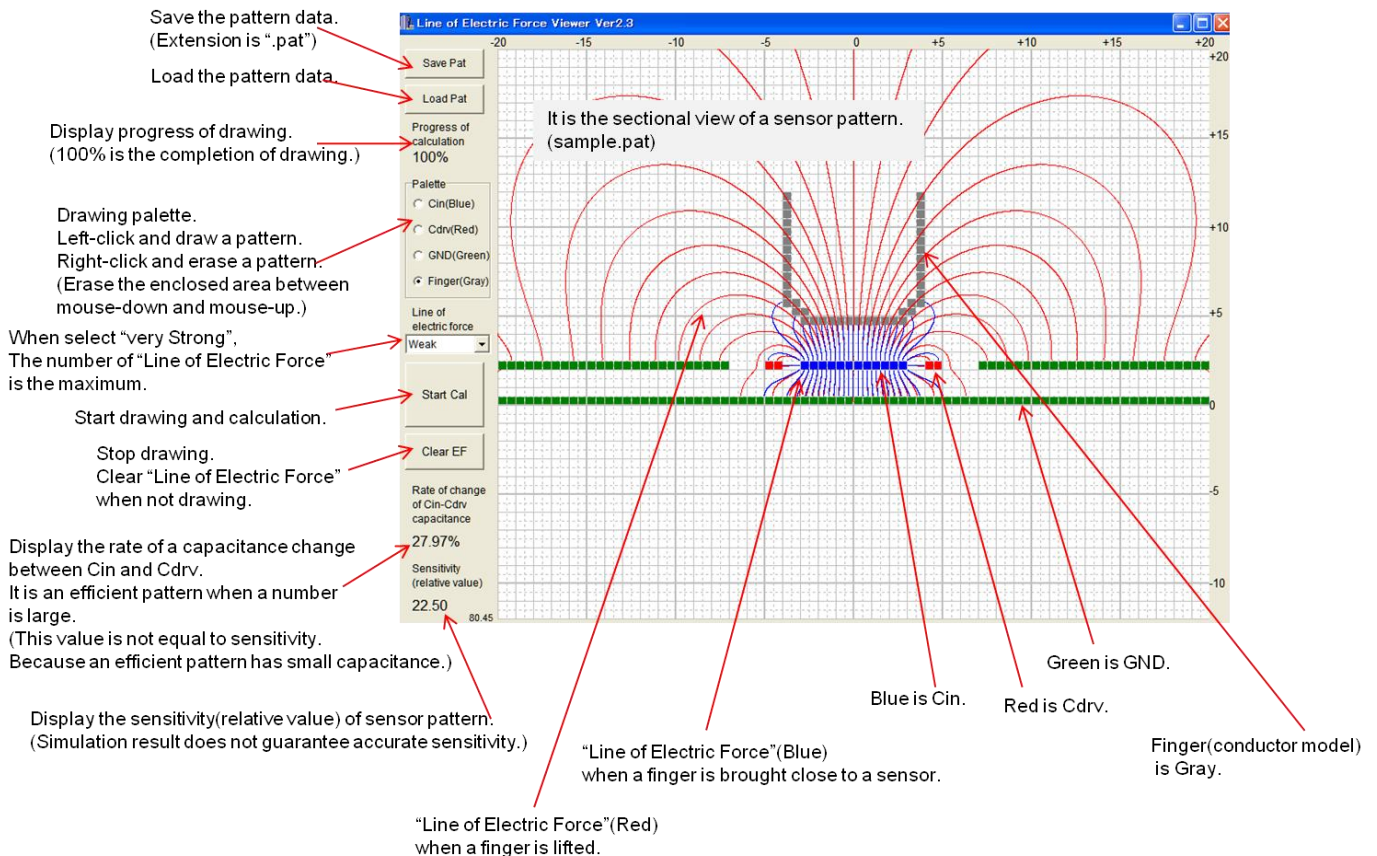 Save the pattern data.
(Extension is “.pat”)
Load the pattern data.
Display progress of drawing.
(100% is the completion of drawing.)
Drawing palette.
Left-click and draw a pattern.
Right-click and erase a pattern.
(Erase the enclosed area between
mouse-down and mouse-up.)
When select “very Strong”,
The number of “Line of Electric Force”
is the maximum.
Start drawing and calculation.
Stop drawing.
Clear “Line of Electric Force”
when not drawing.
Display the rate of a capacitance change
between Cin and Cdrv.
It is an efficient pattern when a number
is large.
(This value is not equal to sensitivity.
Because an efficient pattern has small capacitance.)
Display the sensitivity(relative value) of sensor pattern.
(Simulation result does not guarantee accurate sensitivity.)
Line of Electric Force Viewer Ver2.3
-20 -15 -10 -5 0 +5 +10 +15 +20
Save Pat
Load Pat
Progress of
calculation
100%
Palette
Cin(Blue)
Cdrv(Red)
GND(Green)
Finger(Gray)
Line of
electric force
Weak
Start Cal
Clear EF
Rate of change
of Cin-Cdrv
capacitance
27.97%
Sensitivity
(relative value)
22.50
80.45
It is the sectional view of a sensor pattern.
(sample.pat)
+20
+15
+10
+5
0
-5
-10
Green is GND.
Blue is Cin.
Red is Cdrv.
Finger(conductor model)
is Gray.
“Line of Electric Force”(Blue)
when a finger is brought close to a sensor.
“Line of Electric Force”(Red)
when a finger is lifted.